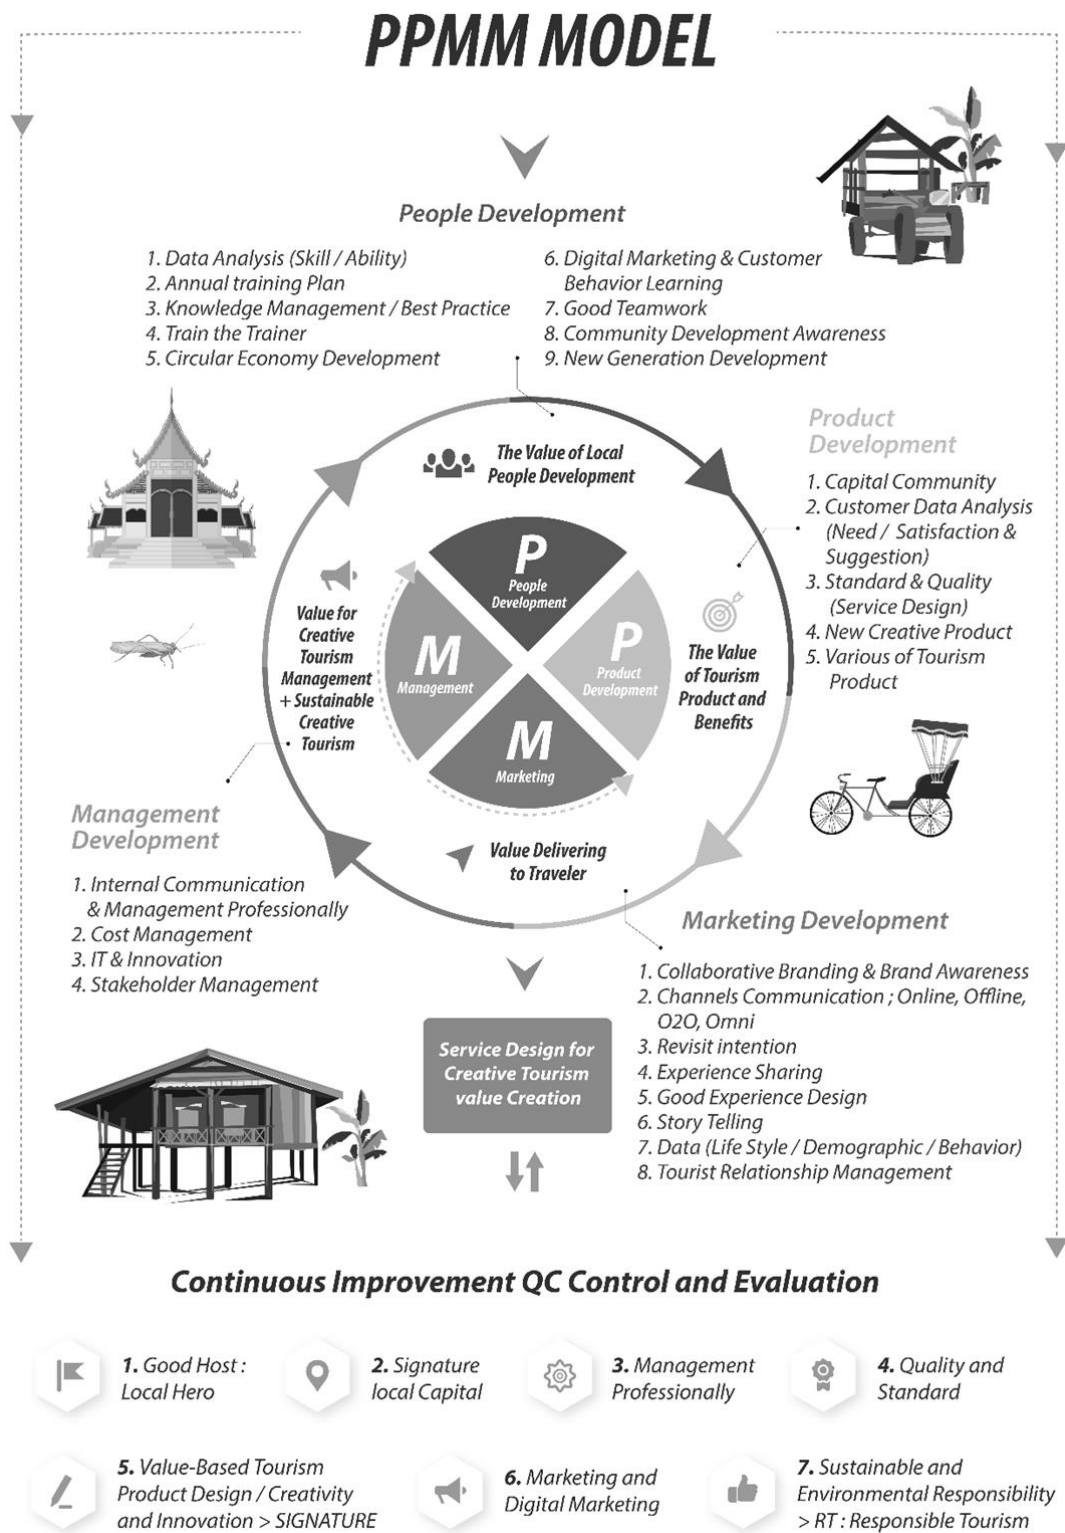 PPMM MODEL
People Development
1. Data Analysis (Skill / Ability)
2. Annual training Plan
3. Knowledge Management / Best Practice
4. Train the Trainer
5. Circular Economy Development
6. Digital Marketing & Customer
Behavior Learning
7. Good Teamwork
8. Community Development Awareness
9. New Generation Development
Product
Development
1. Capital Community
2. Customer Data Analysis
(Need / Satisfaction &
Suggestion)
3. Standard & Quality
(Service Design)
4. New Creative Product
5. Various of Tourism
Product
The Value of Local
People Development
P
People
Development
Value for
Creative
Tourism
Management
+ Sustainable
Creative
Tourism
M
Management
P
Product
Development
The Value
of Tourism
Product and
Benefits
M
Marketing
Value Delivering
to Traveler
Management
Development
1. Internal Communication
& Management Professionally
2. Cost Management
3. IT & Innovation
4. Stakeholder Management
Marketing Development
1. Collaborative Branding & Brand Awareness
2. Channels Communication ; Online, Offline,
O2O, Omni
3. Revisit intention
4. Experience Sharing
5. Good Experience Design
6. Story Telling
7. Data (Life Style / Demographic / Behavior)
8. Tourist Relationship Management
Service Design for
Creative Tourism
value Creation
Continuous Improvement QC Control and Evaluation
1. Good Host :
Local Hero
2. Signature
local Capital
3. Management
Professionally
4. Quality and
Standard
5. Value-Based Tourism
Product Design / Creativity
and Innovation > SIGNATURE
6. Marketing and
Digital Marketing
7. Sustainable and
Environmental Responsibility
> RT : Responsible Tourism